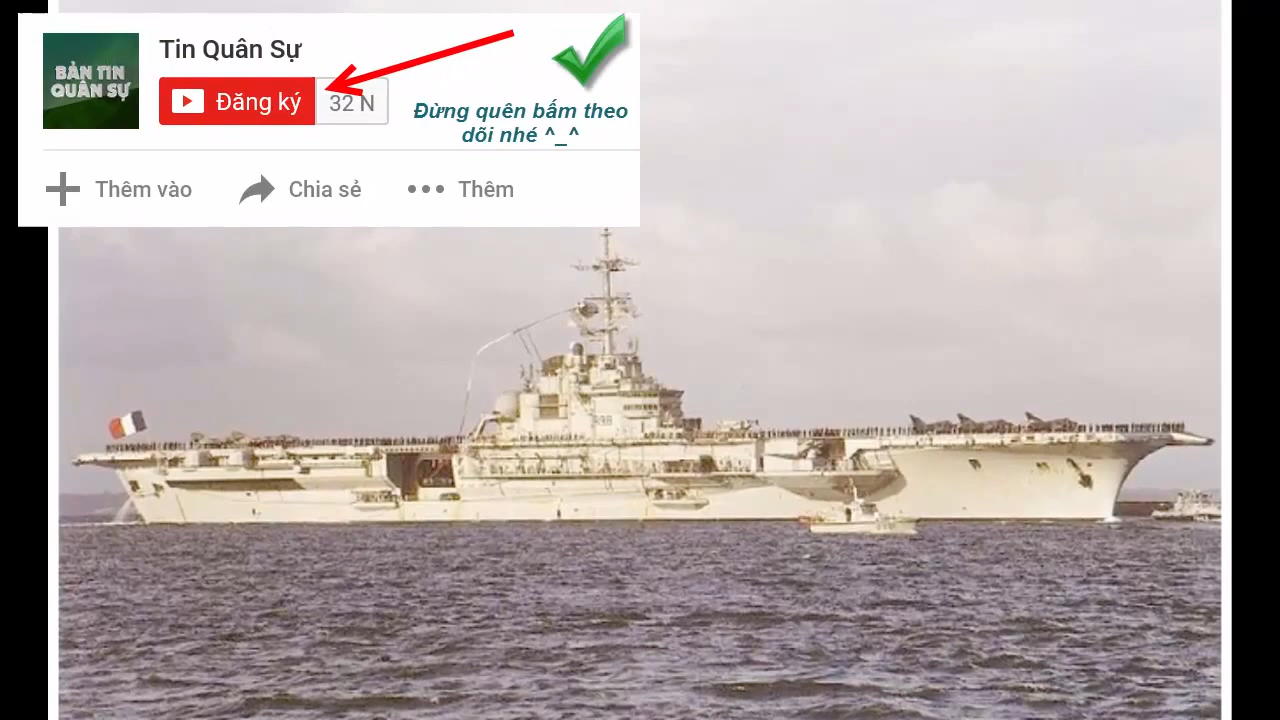 Tin Quân Sự
BẢN TIN
QUÂN SỰ
Đăng ký
32 N
Đừng quên bấm theo
dõi nhé ^_^
Thêm vào
Chia sẻ
Thêm